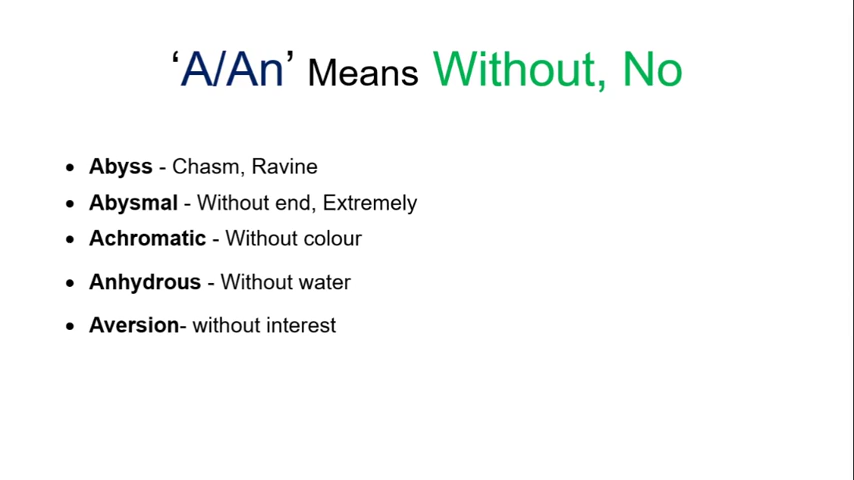 ‘A/An’ Means Without, No
• Abyss - Chasm, Ravine
• Abysmal - Without end, Extremely
• Achromatic - Without colour
• Anhydrous - Without water
• Aversion- without interest